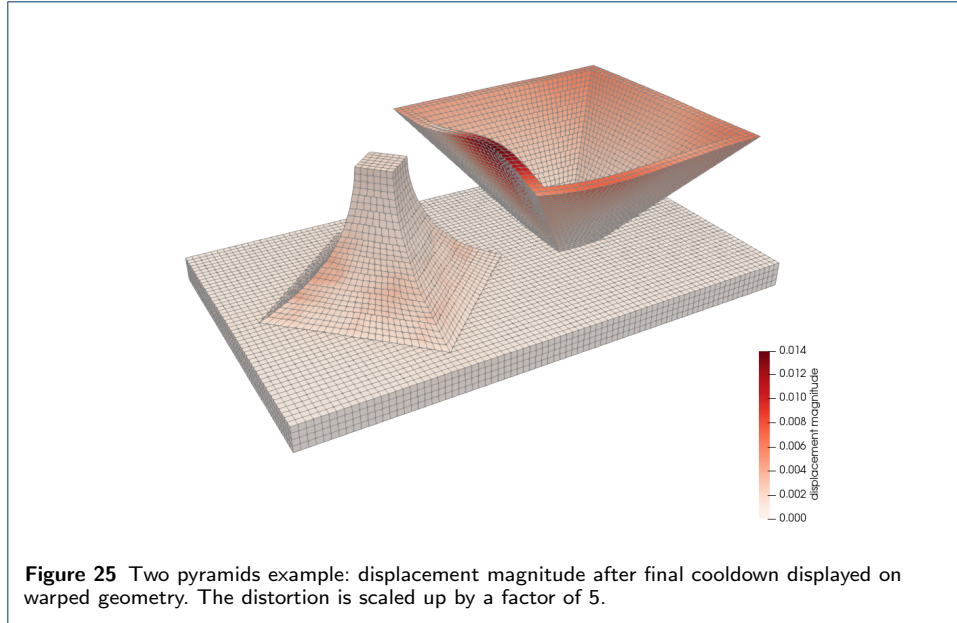 0.014
0.012
0.010
0.008
0.006
0.004
0.002
0.000
displacement magnitude
Figure 25 Two pyramids example: displacement magnitude after final cooldown displayed on
warped geometry. The distortion is scaled up by a factor of 5.